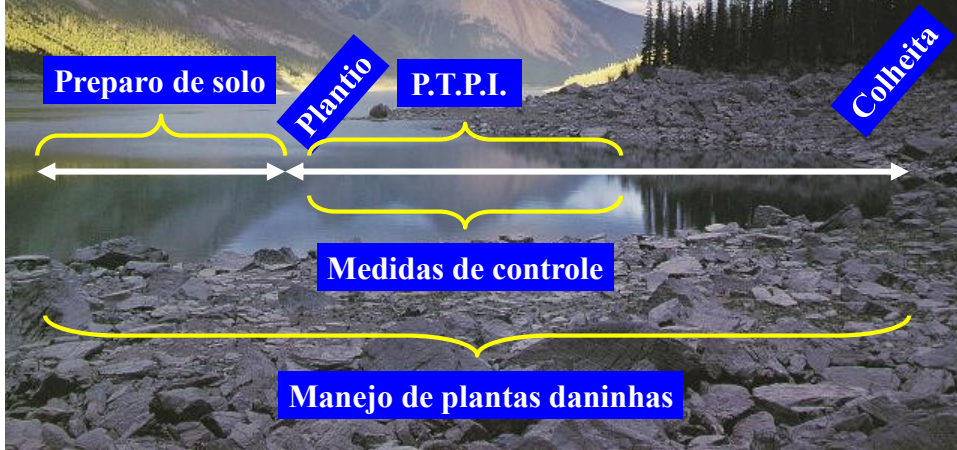 Preparo de solo
Plantio
P.T.P.I.
Colheita
Medidas de controle
Manejo de plantas daninhas